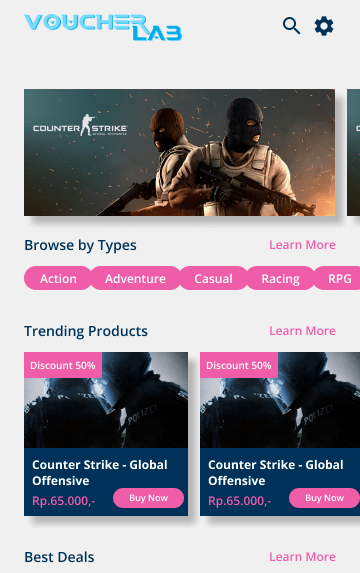 VOUCHER
LAB
COUNTER STRIKE
GLOBAL OFFENSIVE
Browse by Types
Learn More
Action
Adventure
Casual
Racing
RPG
Trending Products
Learn More
Discount 50%
POLIZEI
Counter Strike - Global
Offensive
Rp.65.000,-
Buy Now
Discount 50%
POLIZEI
Counter Strike - Global
Offensive
Rp.65.000,-
Buy Now
Best Deals
Learn More